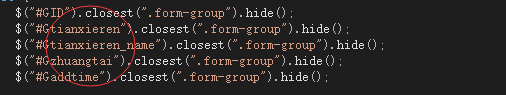 $("#GID").closest(".form-group").hide();
$("#Gtianxieren").closest(".form-group").hide();
$("#Gtianxieren_name").closest(".form-group").hide();
$("#Gzhuangtai").closest(".form-group").hide();
$("#Gaddtime").closest(".form-group").hide();